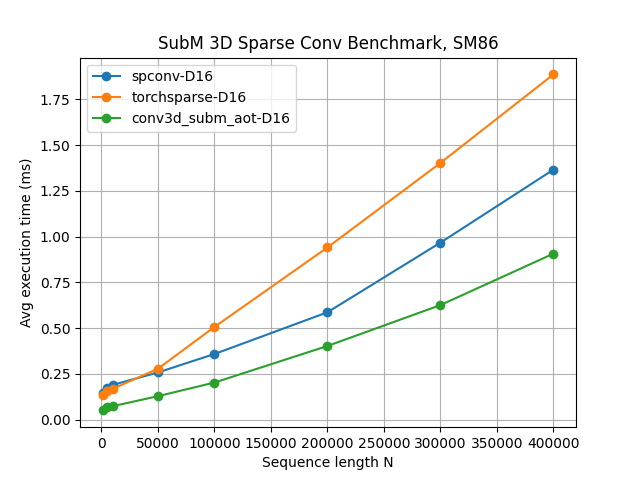 SubM 3D Sparse Conv Benchmark, SM86
spconv-D16
torchsparse-D16
conv3d_subm_aot-D16
Avg execution time (ms)
1.75
1.50
1.25
1.00
0.75
0.50
0.25
0.00
0 50000 100000 150000 200000 250000 300000 350000 400000
Sequence length N